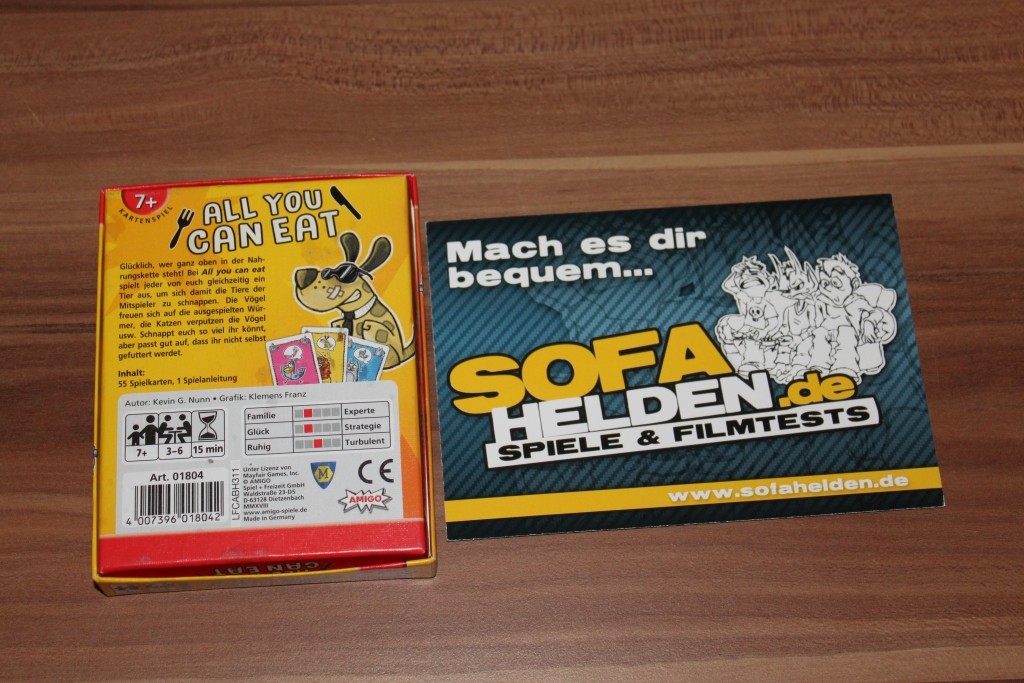 7+
KARTENSPIEL
ALL YOU
CAN EAT
Glücklich, wer ganz oben in der Nah-
rungskette steht! Bei All you can eat
spielt jeder von euch gleichzeitig ein
Tier aus, um sich damit die Tiere der
Mitspieler zu schnappen. Die Vögel
freuen sich auf die ausgespielten Wür-
mer, die Katzen verputzen die Vögel
usw. Schnappt euch so viel ihr könnt,
aber passt gut auf, dass ihr nicht selbst
gefuttert werdet.
Inhalt:
55 Spielkarten, 1 Spielanleitung
Autor: Kevin G. Nunn • Grafik: Klemens Franz
7+
3–6
15 min
Familie
Experte
Glück
Strategie
Ruhig
Turbulent
Art. 01804
4 007396 018042
LFCABH311
Unter Lizenz von
Mayfair Games, Inc.
© AMIGO
Spiel + Freizeit GmbH
Waldstraße 23-D5
D-63128 Dietzenbach
MMXVIII
www.amigo-spiele.de
Made in Germany
M
CE
AMIGO
CAN EAT
Mach es dir
bequem...
SOFA
HELDEN.de
SPIELE & FILMTESTS
www.sofahelden.de